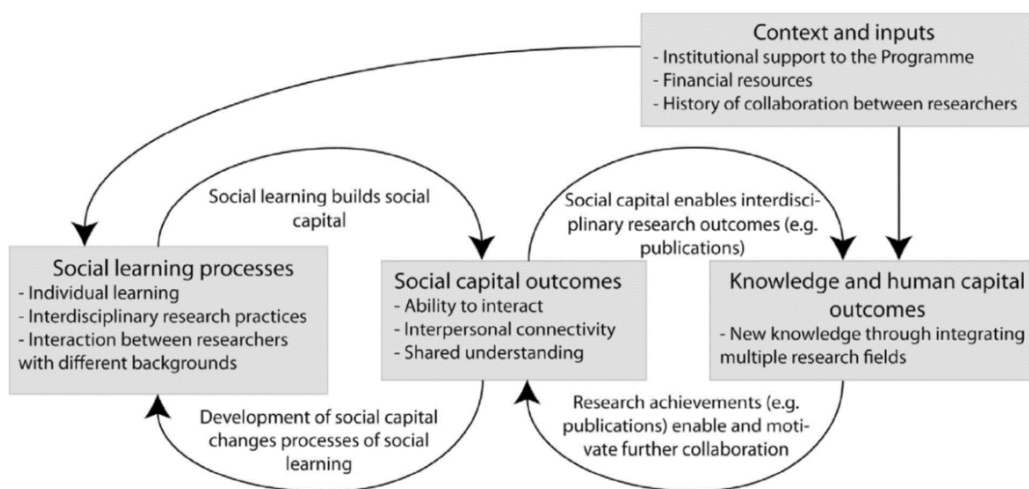 Context and inputs
- Institutional support to the Programme
- Financial resources
- History of collaboration between researchers
Social learning builds social
capital
Social capital enables interdisci-
plinary research outcomes (e.g.
publications)
Social learning processes
- Individual learning
- Interdisciplinary research practices
- Interaction between researchers
with different backgrounds
Social capital outcomes
- Ability to interact
- Interpersonal connectivity
- Shared understanding
Knowledge and human capital
outcomes
- New knowledge through integrating
multiple research fields
Development of social capital
changes processes of social
learning
Research achievements (e.g.
publications) enable and moti-
vate further collaboration